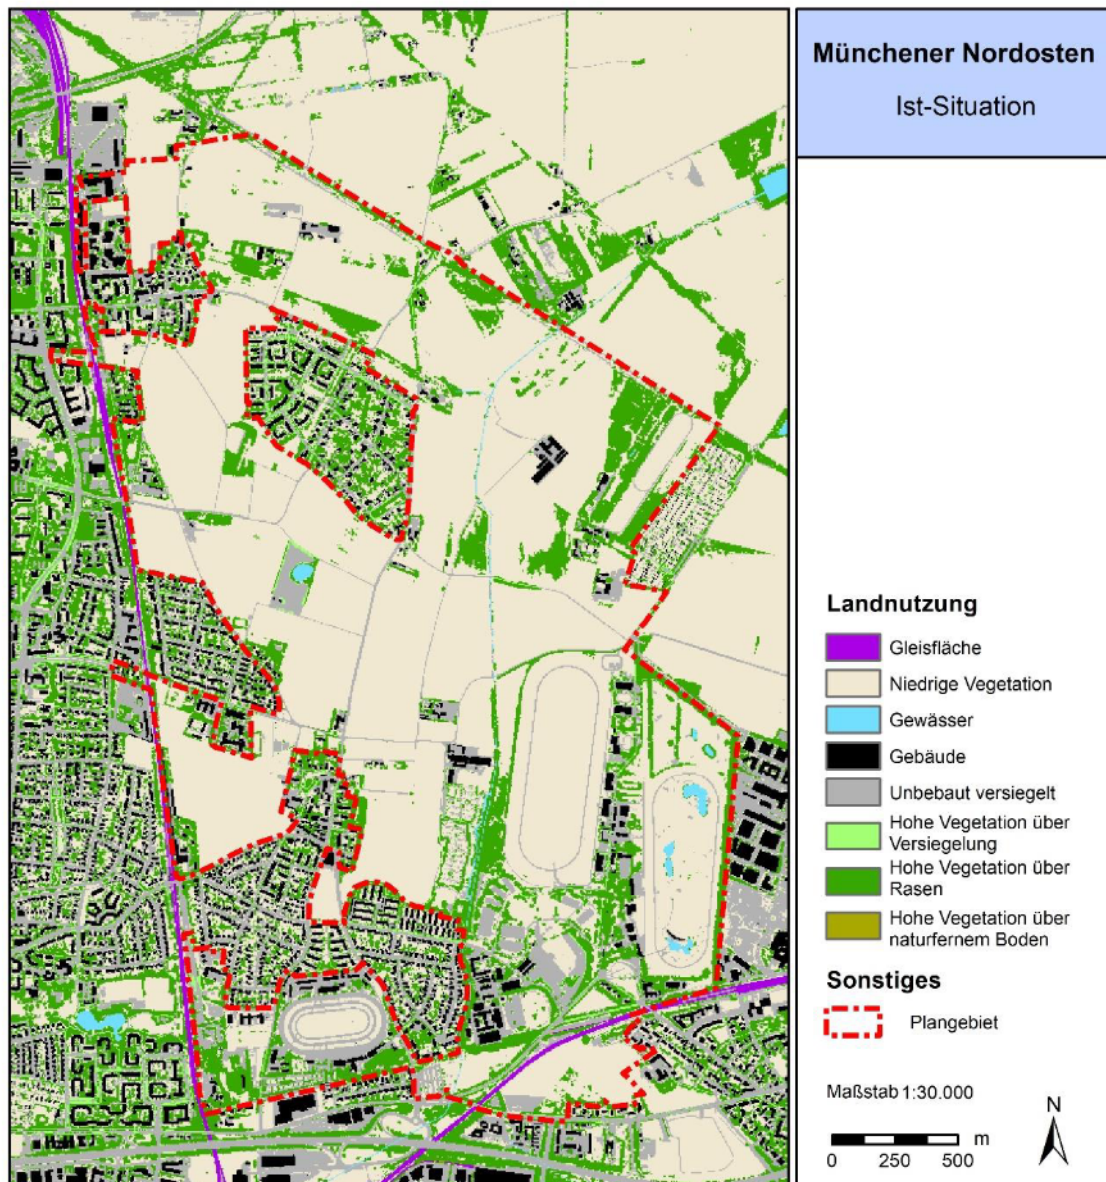 Münchener Nordosten
Ist-Situation
Landnutzung
Gleisfläche
Niedrige Vegetation
Gewässer
Gebäude
Unbebaut versiegelt
Hohe Vegetation über
Versiegelung
Hohe Vegetation über
Rasen
Hohe Vegetation über
naturfernem Boden
Sonstiges
Plangebiet
Maßstab 1:30.000
N
m
0 250 500